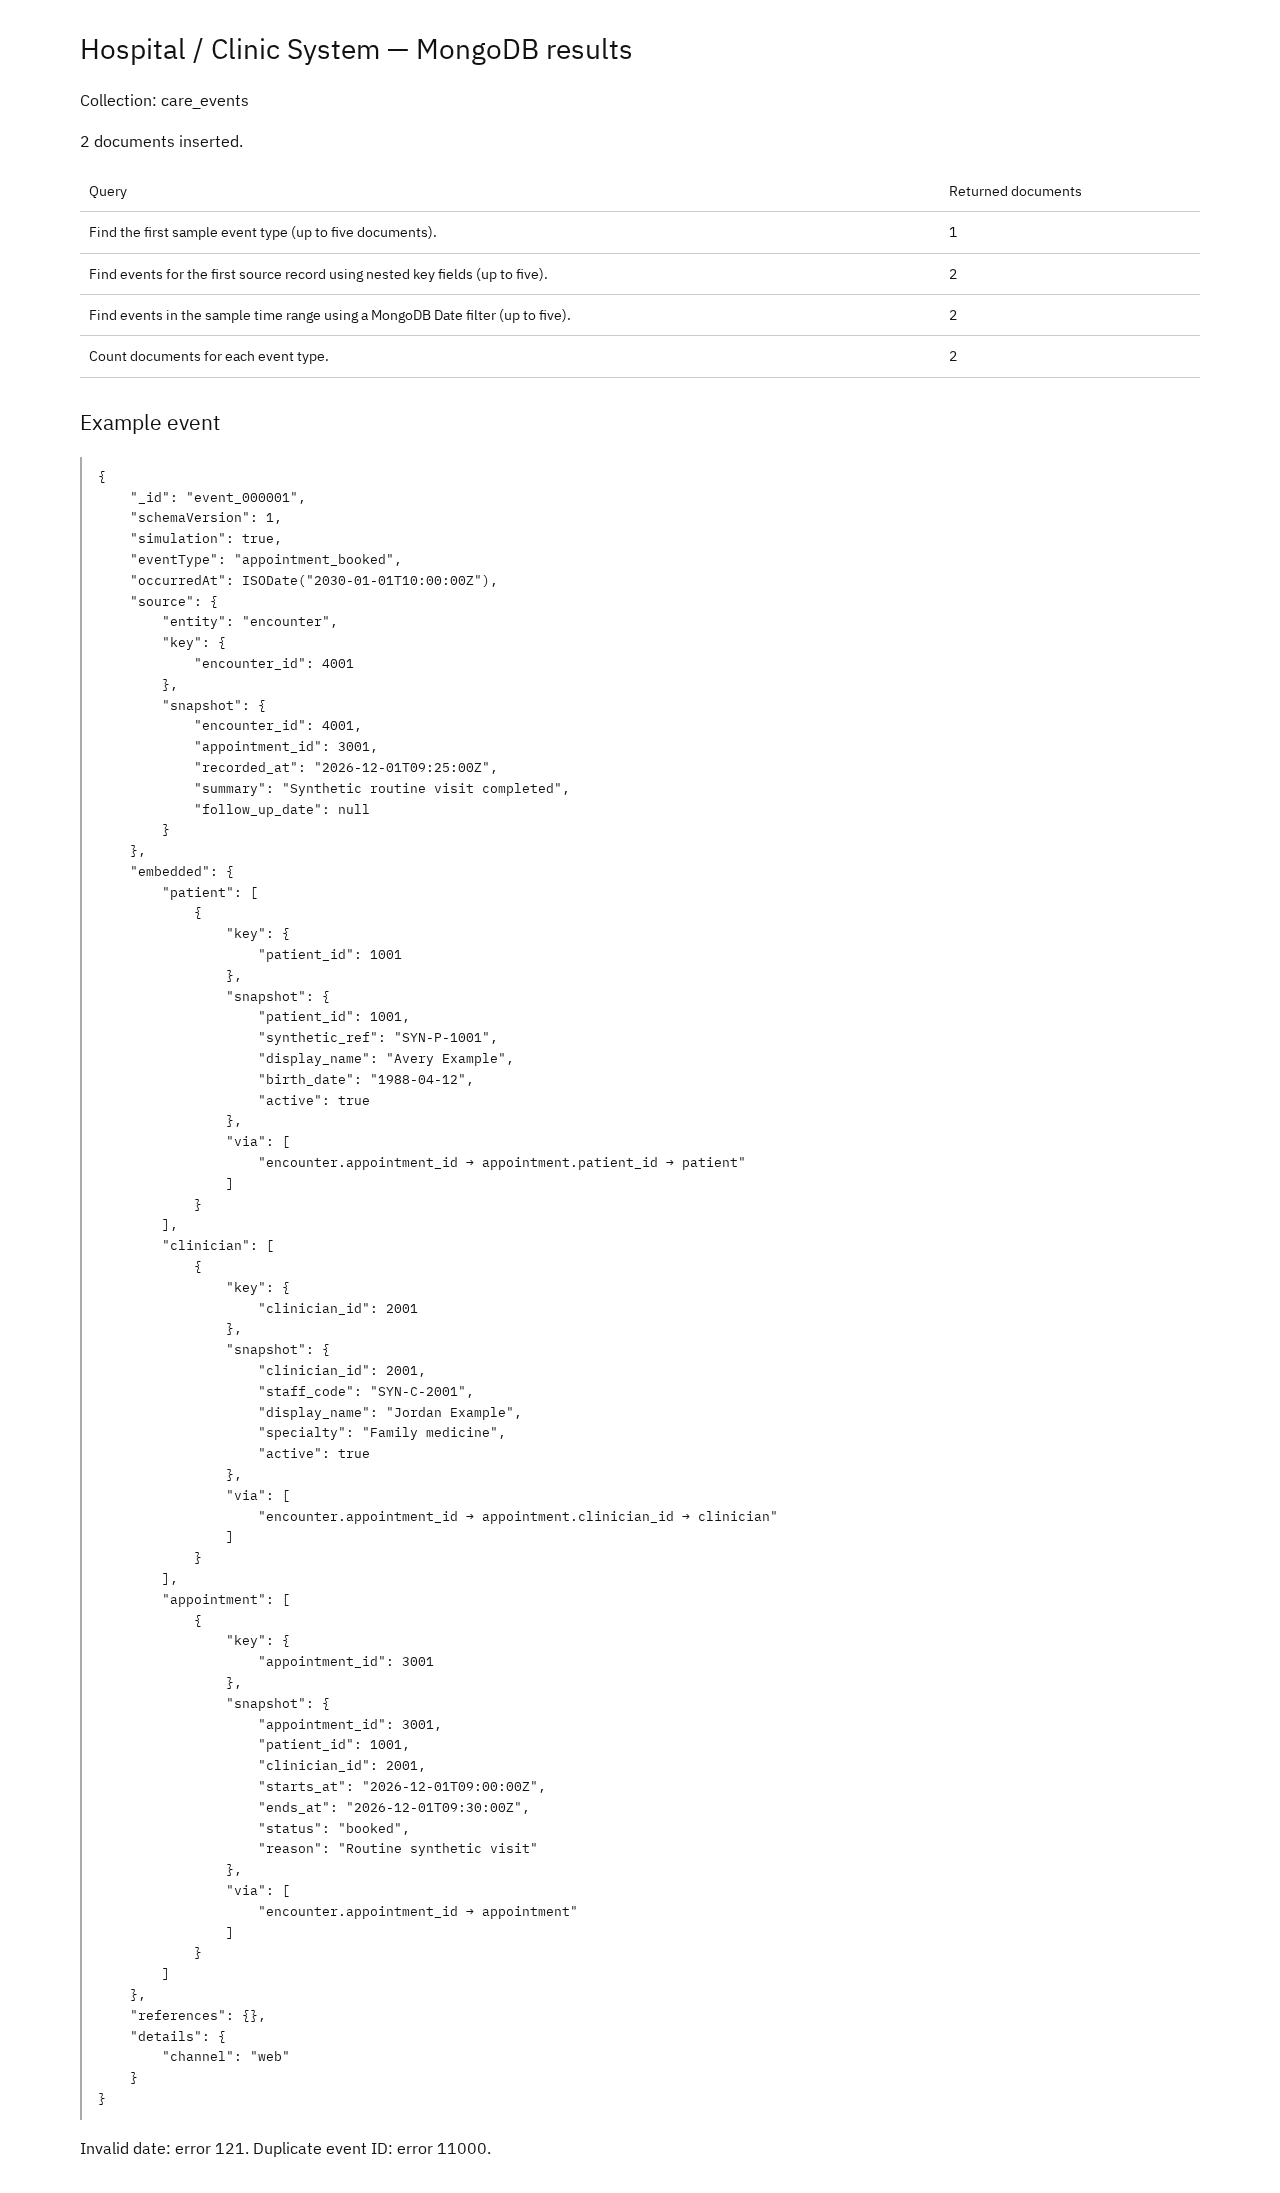 Hospital / Clinic System — MongoDB results
Collection: care_events
2 documents inserted.
Query Returned documents
Find the first sample event type (up to five documents). 1
Find events for the first source record using nested key fields (up to five). 2
Find events in the sample time range using a MongoDB Date filter (up to five). 2
Count documents for each event type. 2
Example event
{
    "_id": "event_000001",
    "schemaVersion": 1,
    "simulation": true,
    "eventType": "appointment_booked",
    "occurredAt": ISODate("2030-01-01T10:00:00Z"),
    "source": {
        "entity": "encounter",
        "key": {
            "encounter_id": 4001
        },
        "snapshot": {
            "encounter_id": 4001,
            "appointment_id": 3001,
            "recorded_at": "2026-12-01T09:25:00Z",
            "summary": "Synthetic routine visit completed",
            "follow_up_date": null
        }
    },
    "embedded": {
        "patient": [
            {
                "key": {
                    "patient_id": 1001
                },
                "snapshot": {
                    "patient_id": 1001,
                    "synthetic_ref": "SYN-P-1001",
                    "display_name": "Avery Example",
                    "birth_date": "1988-04-12",
                    "active": true
                },
                "via": [
                    "encounter.appointment_id → appointment.patient_id → patient"
                ]
            }
        ],
        "clinician": [
            {
                "key": {
                    "clinician_id": 2001
                },
                "snapshot": {
                    "clinician_id": 2001,
                    "staff_code": "SYN-C-2001",
                    "display_name": "Jordan Example",
                    "specialty": "Family medicine",
                    "active": true
                },
                "via": [
                    "encounter.appointment_id → appointment.clinician_id → clinician"
                ]
            }
        ],
        "appointment": [
            {
                "key": {
                    "appointment_id": 3001
                },
                "snapshot": {
                    "appointment_id": 3001,
                    "patient_id": 1001,
                    "clinician_id": 2001,
                    "starts_at": "2026-12-01T09:00:00Z",
                    "ends_at": "2026-12-01T09:30:00Z",
                    "status": "booked",
                    "reason": "Routine synthetic visit"
                },
                "via": [
                    "encounter.appointment_id → appointment"
                ]
            }
        ]
    },
    "references": {},
    "details": {
        "channel": "web"
    }
}
Invalid date: error 121. Duplicate event ID: error 11000.